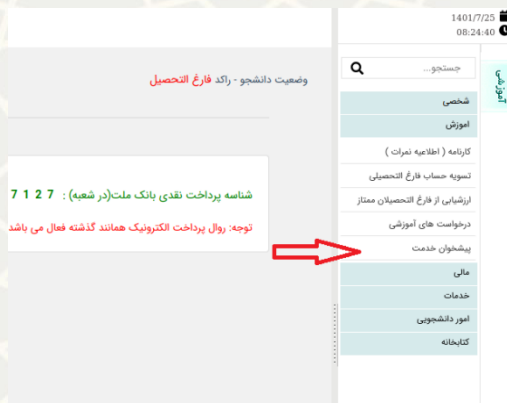 1401/7/25
08:24:40
آموزشی
جستجو...
شخصی
اموزش
کارنامه ( اطلاعیه نمرات )
تسویه حساب فارغ التحصیلی
ارزشیابی از فارغ التحصیلان ممتاز
درخواست های آموزشی
پیشخوان خدمت
مالی
خدمات
امور دانشجویی
کتابخانه
وضعیت دانشجو - راکد فارغ التحصیل
شناسه پرداخت نقدی بانک ملت(در شعبه) : 7 1 2 7
توجه: روال پرداخت الکترونیک همانند گذشته فعال می باشد